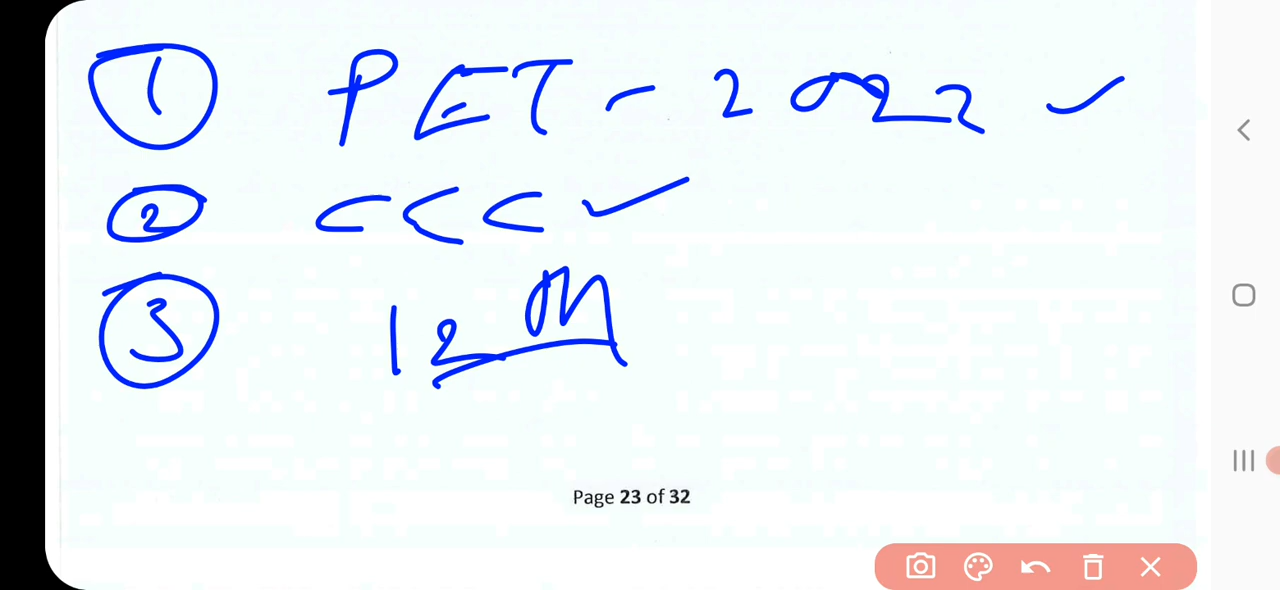 1 PET - 2022 ✓
2 CCC ✓
3 12 th
Page 23 of 32